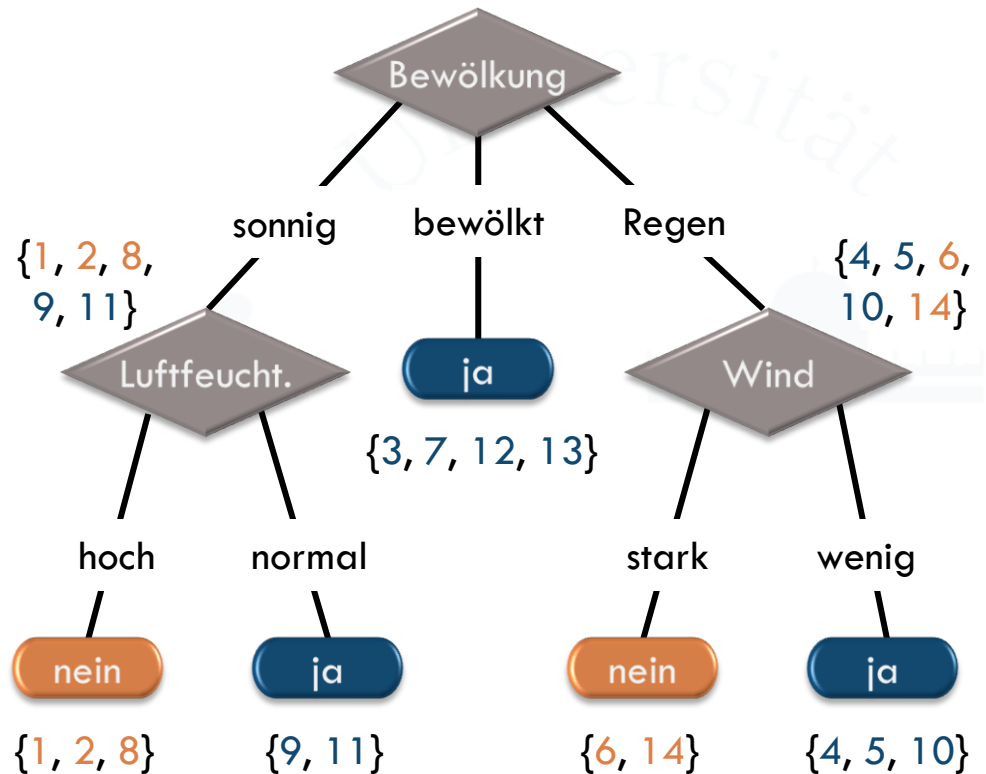 Universität
Bewölkung
sonnig
bewölkt
Regen
{1, 2, 8,
9, 11}
{4, 5, 6,
10, 14}
Luftfeucht.
ja
Wind
{3, 7, 12, 13}
hoch
normal
stark
wenig
nein
ja
nein
ja
{1, 2, 8}
{9, 11}
{6, 14}
{4, 5, 10}